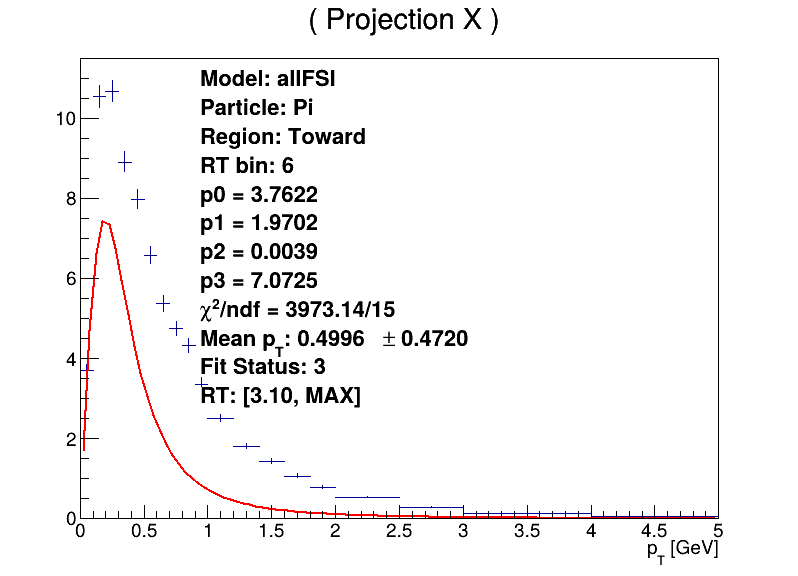 ( Projection X )
Model: allFSI
Particle: Pi
Region: Toward
RT bin: 6
p0 = 3.7622
p1 = 1.9702
p2 = 0.0039
p3 = 7.0725
χ²/ndf = 3973.14/15
Mean pT: 0.4996 ± 0.4720
Fit Status: 3
RT: [3.10, MAX]
10
8
6
4
2
0
0 0.5 1 1.5 2 2.5 3 3.5 4 4.5 5
pT [GeV]